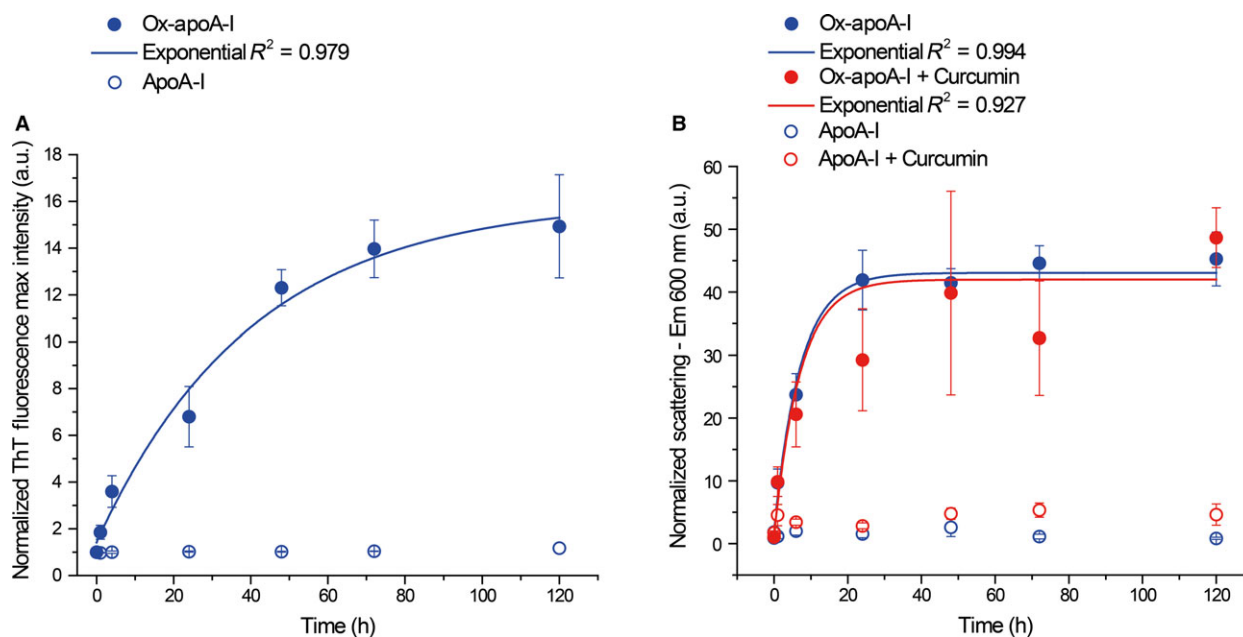 Ox-apoA-I
Exponential R² = 0.979
ApoA-I
A
Normalized ThT fluorescence max intensity (a.u.)
18
16
14
12
10
8
6
4
2
0
0 20 40 60 80 100 120
Time (h)
Ox-apoA-I
Exponential R² = 0.994
Ox-apoA-I + Curcumin
Exponential R² = 0.927
ApoA-I
ApoA-I + Curcumin
B
Normalized scattering - Em 600 nm (a.u.)
60
50
40
30
20
10
0
0 20 40 60 80 100 120
Time (h)